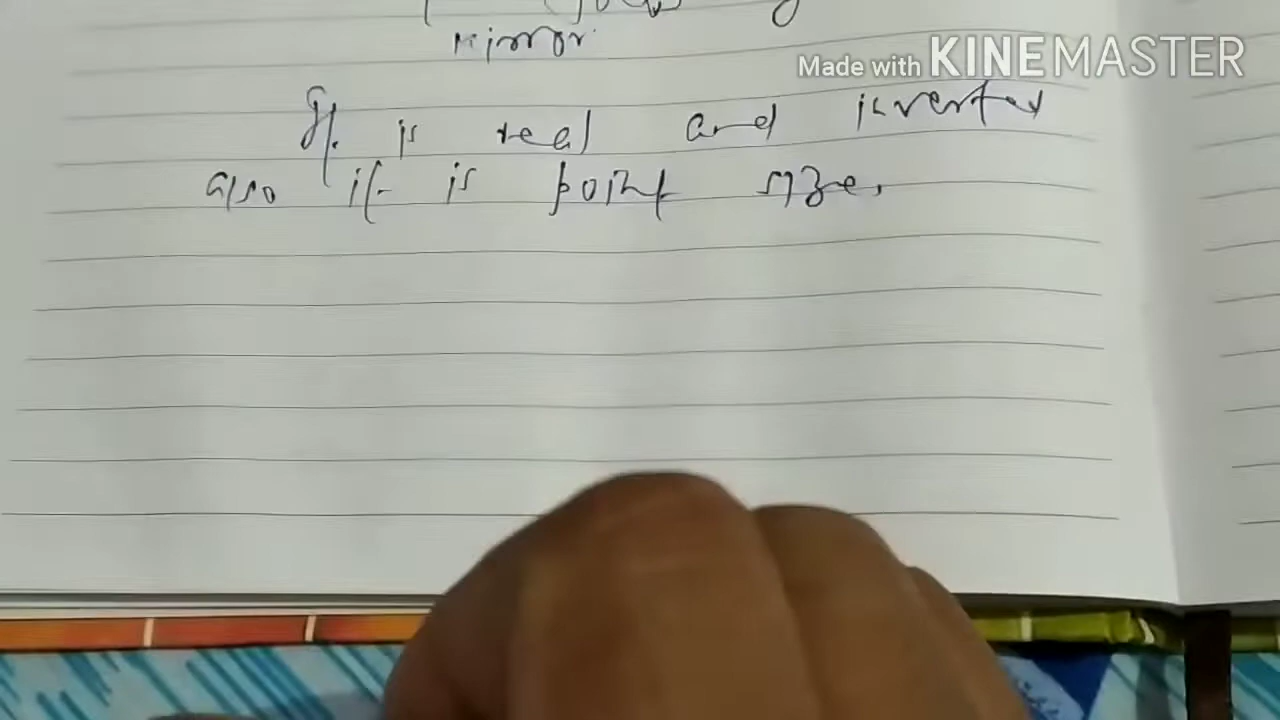 Made with KINEMASTER
Mirror.
It is real and inverted
also it is point size.